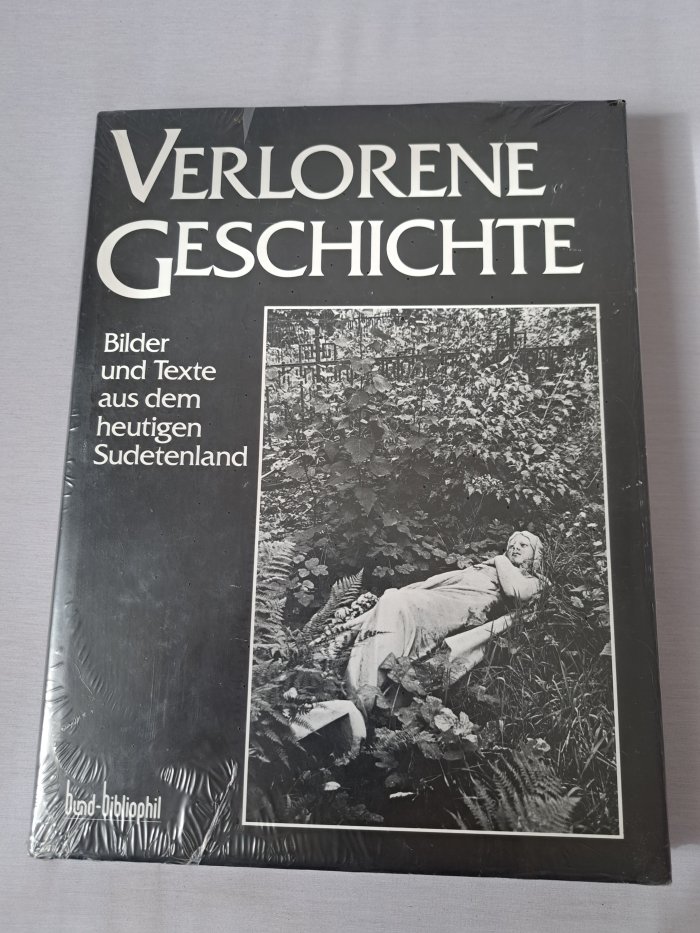 VERLORENE
GESCHICHTE
Bilder
und Texte
aus dem
heutigen
Sudetenland
bund-bibliophil